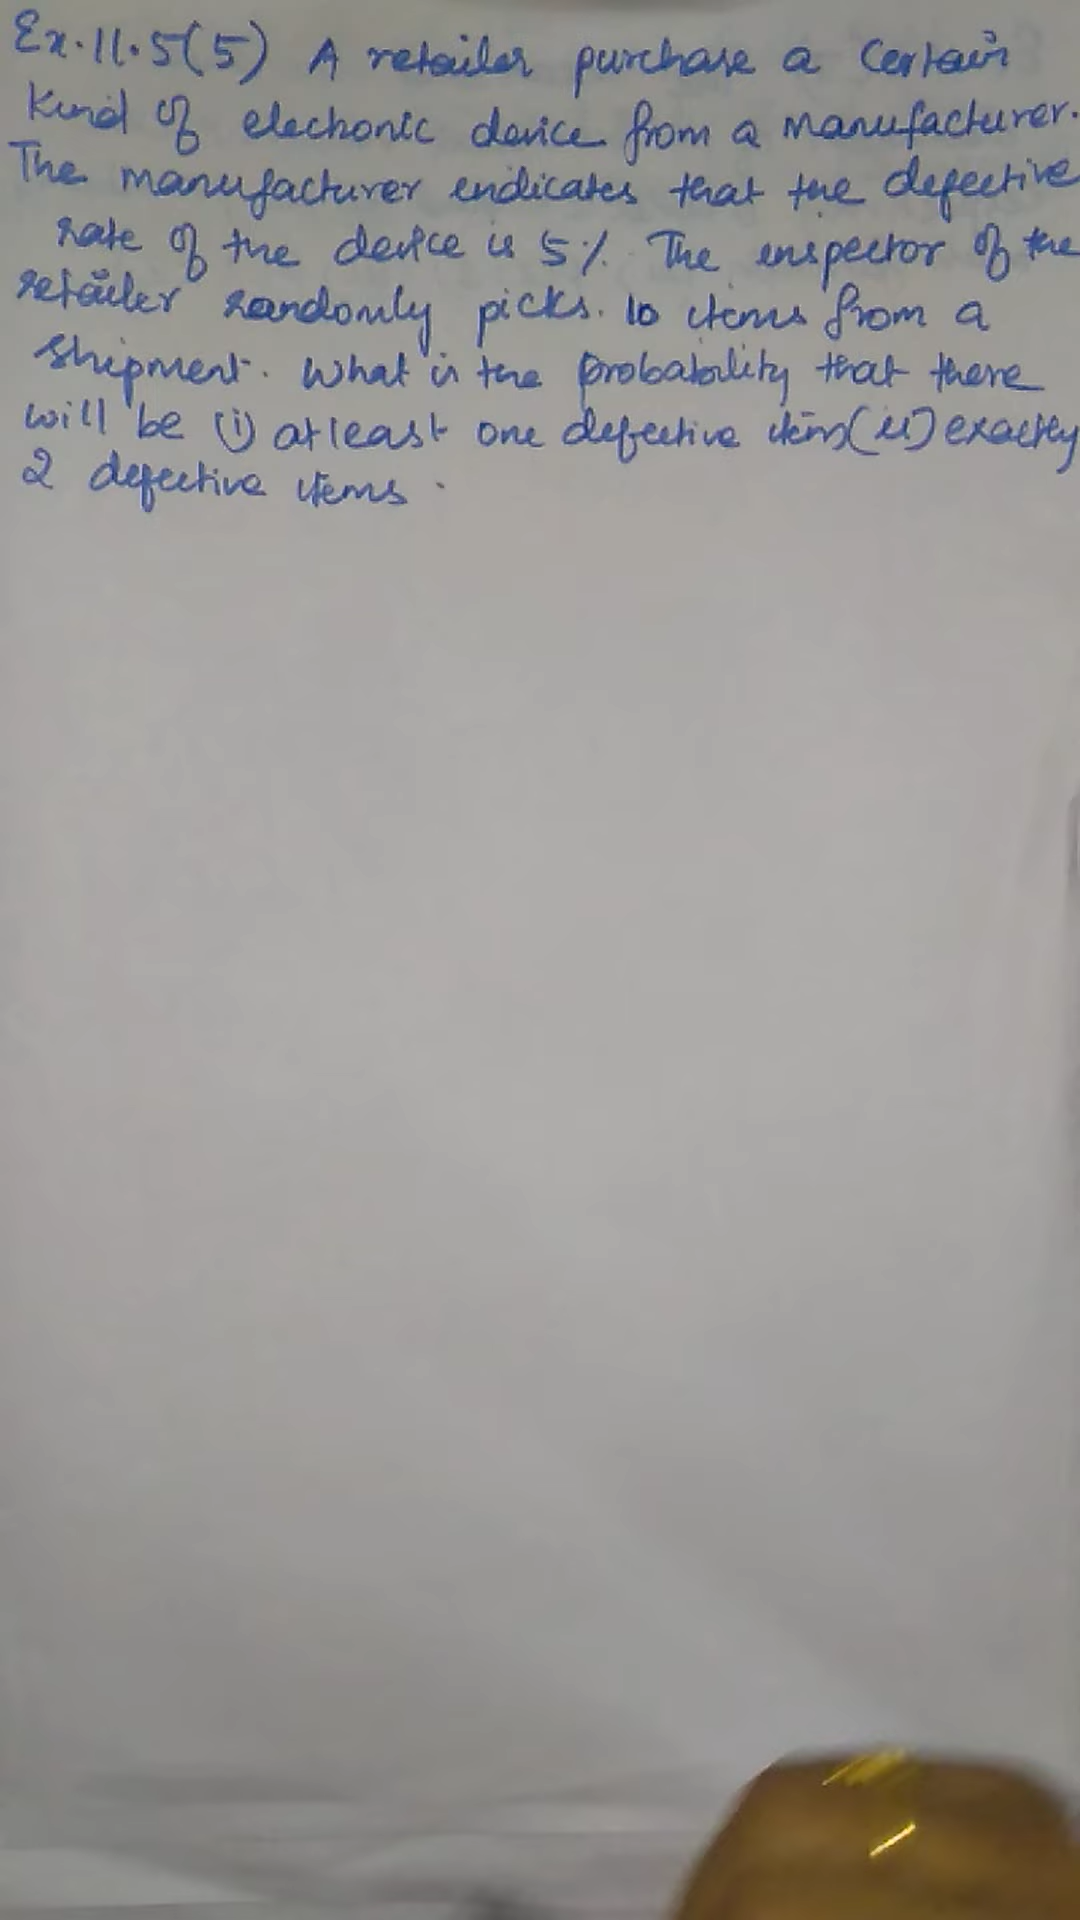 Ex.11.5(5) A retailer purchase a certain
kind of electronic device from a manufacturer.
The manufacturer indicates that the defective
rate of the device is 5%. The inspector of the
retailer randomly picks. 10 items from a
shipment. What is the probability that there
will be (i) atleast one defective item (ii) exactly
2 defective items.